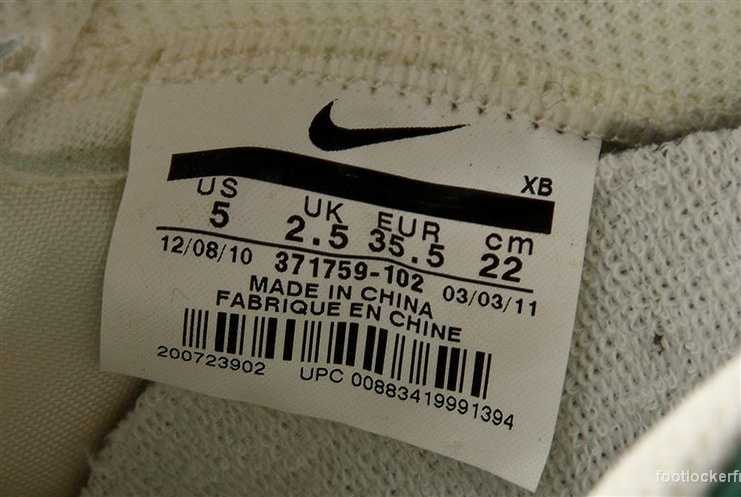 XB
US UK EUR cm
5 2.5 35.5 22
12/08/10 371759-102 03/03/11
MADE IN CHINA
FABRIQUE EN CHINE
200723902 UPC 00883419991394
footlockerfi